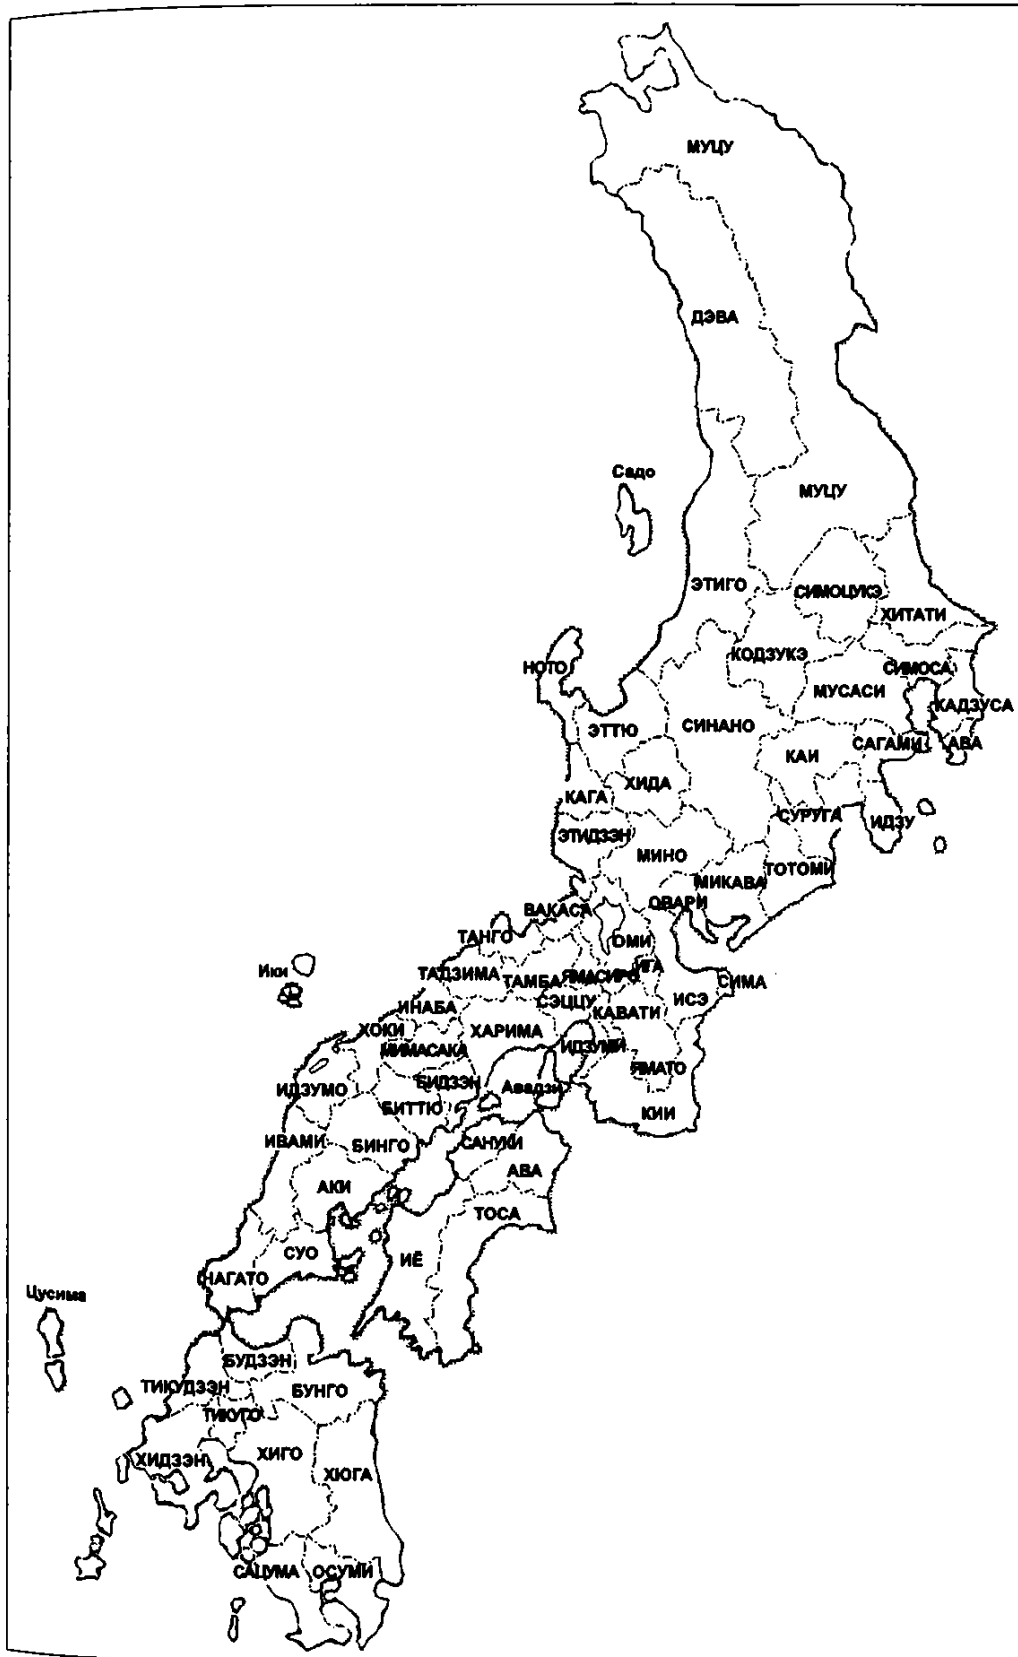 МУЦУ
ДЭВА
Садо
МУЦУ
ЭТИГО
СИМОЦУКЭ
ХИТАТИ
КОДЗУКЭ
НОТО
СИМОСА
МУСАСИ
КАДЗУСА
ЭТТЮ
СИНАНО
САГАМИ
АВА
КАИ
ХИДА
КАГА
СУРУГА
ИДЗУ
ЭТИДЗЭН
МИНО
ТОТОМИ
МИКАВА
ОВАРИ
ВАКАСА
ТАНГО
ОМИ
Ики
ТАДЗИМА
ТАМБА
ЯМАСИРО
ИГА
СИМА
ИНАБА
СЭЦЦУ
ИСЭ
КАВАТИ
ХОКИ
ХАРИМА
МИМАСАКА
ИДЗУМИ
ЯМАТО
ИДЗУМО
БИДЗЭН
Авадзи
БИТТЮ
КИИ
ИВАМИ
БИНГО
САНУКИ
АВА
АКИ
ТОСА
СУО
ИЁ
НАГАТО
Цусима
БУДЗЭН
ТИКУДЗЭН
БУНГО
ТИКУГО
ХИДЗЭН
ХИГО
ХЮГА
САЦУМА
ОСУМИ